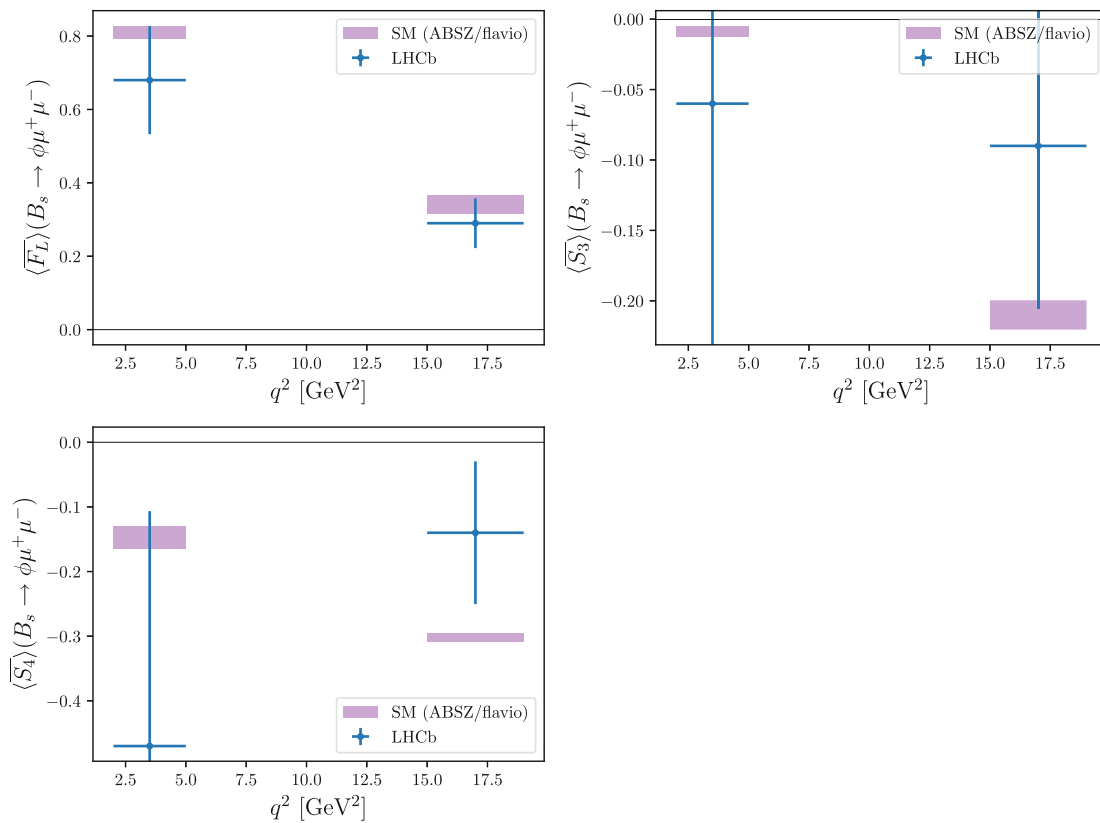 0.8
0.6
0.4
0.2
0.0
⟨F̅_L⟩(B_s → ϕμ⁺μ⁻)
SM (ABSZ/flavio)
LHCb
2.5 5.0 7.5 10.0 12.5 15.0 17.5
q² [GeV²]
0.00
−0.05
−0.10
−0.15
−0.20
⟨S̅₃⟩(B_s → ϕμ⁺μ⁻)
SM (ABSZ/flavio)
LHCb
2.5 5.0 7.5 10.0 12.5 15.0 17.5
q² [GeV²]
0.0
−0.1
−0.2
−0.3
−0.4
⟨S̅₄⟩(B_s → ϕμ⁺μ⁻)
SM (ABSZ/flavio)
LHCb
2.5 5.0 7.5 10.0 12.5 15.0 17.5
q² [GeV²]